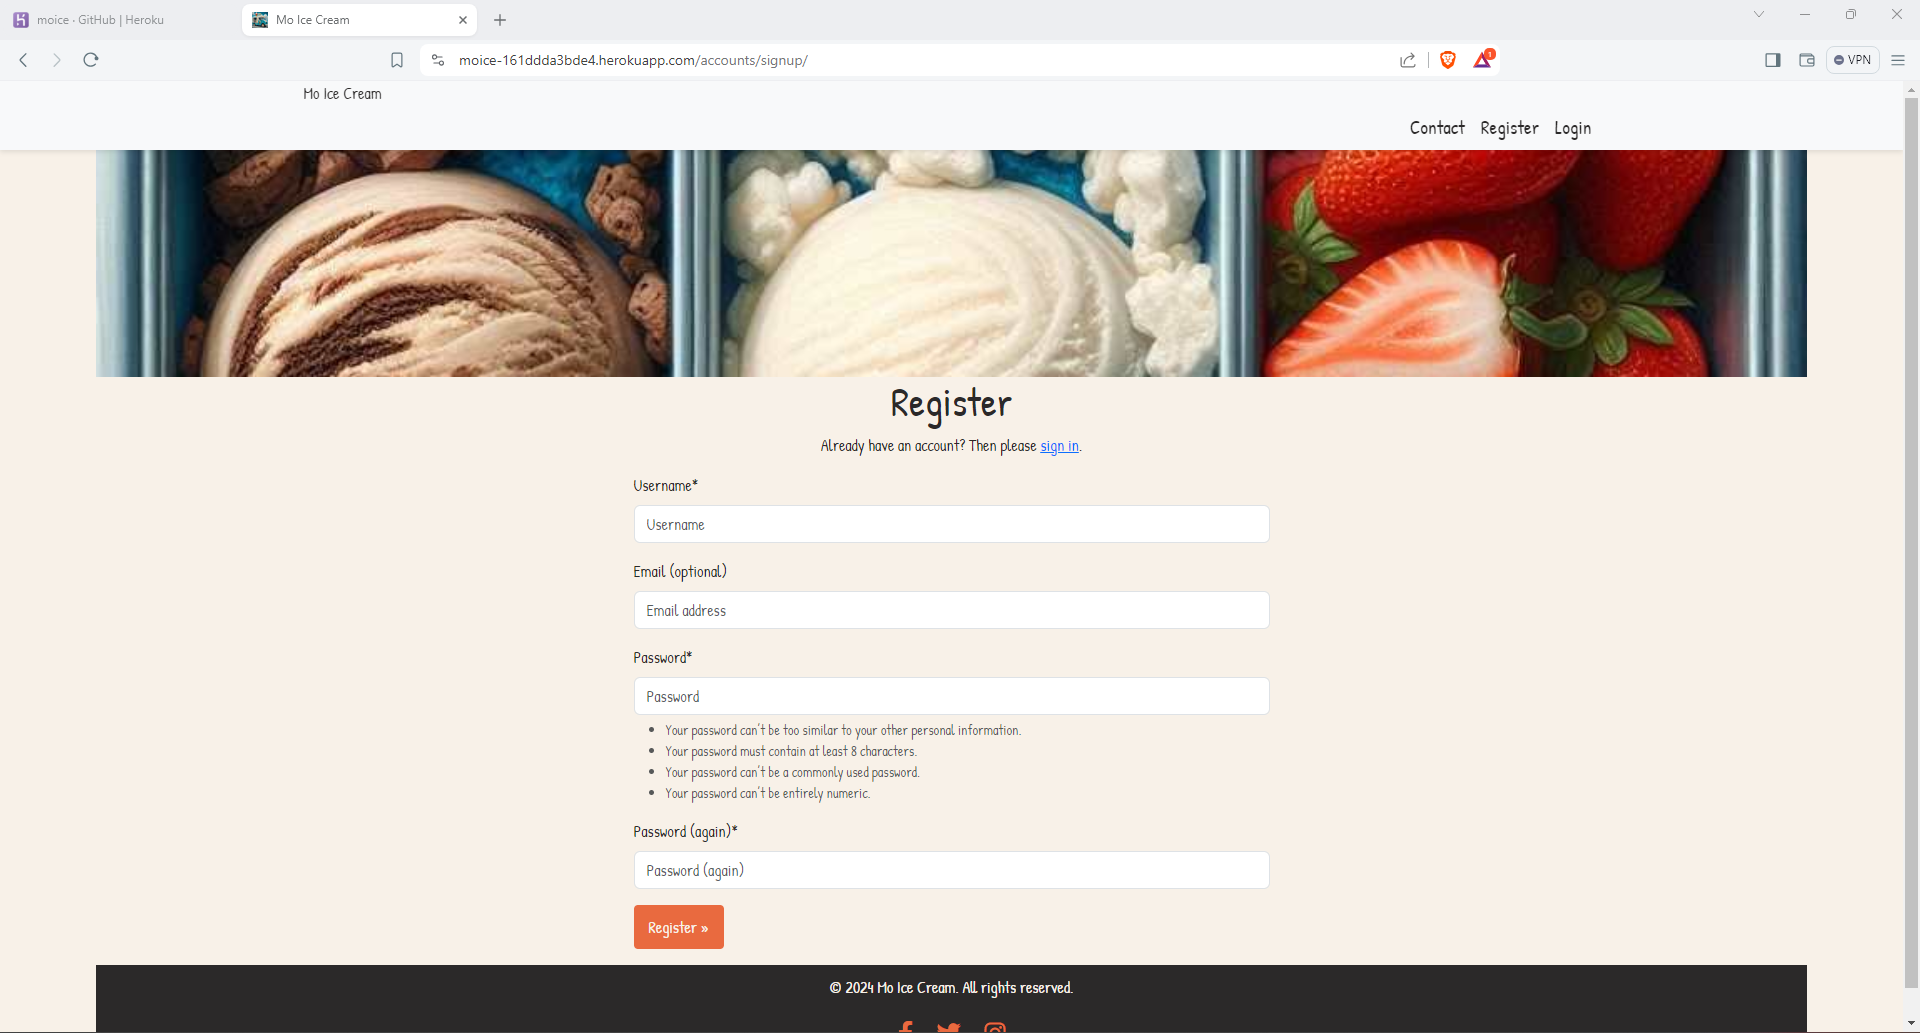 moice · GitHub | Heroku
Mo Ice Cream
moice-161ddda3bde4.herokuapp.com/accounts/signup/
1
VPN
Mo Ice Cream
Contact Register Login
Register
Already have an account? Then please sign in.
Username*
Username
Email (optional)
Email address
Password*
Password
Your password can't be too similar to your other personal information.
Your password must contain at least 8 characters.
Your password can't be a commonly used password.
Your password can't be entirely numeric.
Password (again)*
Password (again)
Register »
© 2024 Mo Ice Cream. All rights reserved.